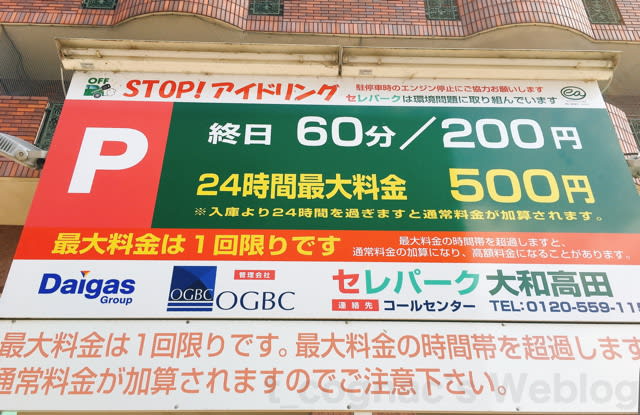 OFF
STOP!アイドリング
駐停車時のエンジン停止にご協力お願いします
セレパークは環境問題に取り組んでいます
P
終日 60分/200円
24時間最大料金 500円
※入庫より24時間を過ぎますと通常料金が加算されます。
最大料金は1回限りです
最大料金の時間帯を超過しますと、
通常料金の加算になり、高額料金になることがあります。
Daigas
Group
OGBC
管理会社
OGBC
セレパーク 大和高田
連絡先 コールセンター TEL:0120-559-11
最大料金は1回限りです。最大料金の時間帯を超過します
通常料金が加算されますのでご注意下さい。
t_cognac's Weblog